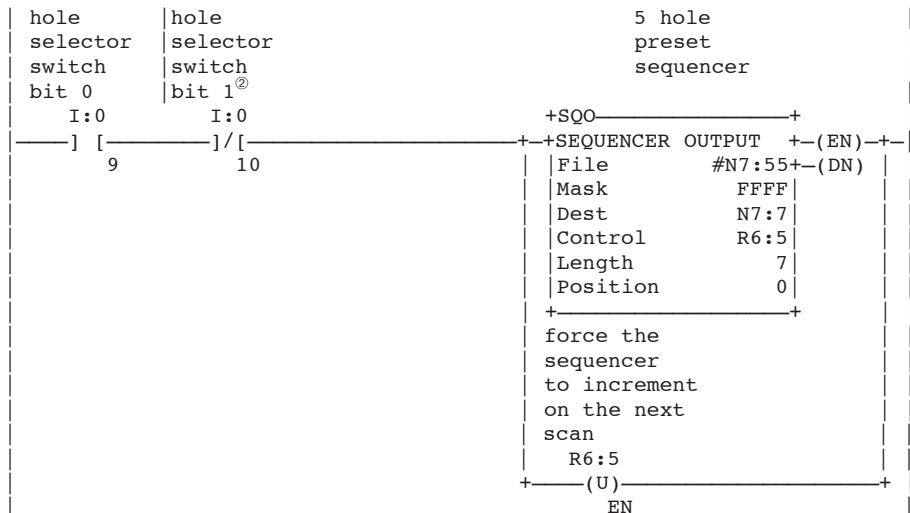 hole hole 5 hole
selector selector preset
switch switch sequencer
bit 0 bit 1②
I:0 I:0 +SQO—————————————————+
—————] [—————————]/[————————————————————————+—+SEQUENCER OUTPUT +—(EN)—+—
9 10 File #N7:55+—(DN)
Mask FFFF
Dest N7:7
Control R6:5
Length 7
Position 0
+———————————————————+
force the
sequencer
to increment
on the next
scan
R6:5
+—————(U)————————————————————————+
EN